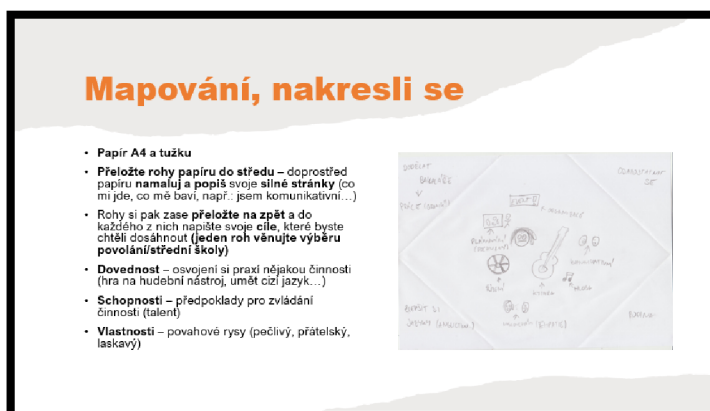 Mapování, nakresli se
• Papír A4 a tužku
• Přeložte rohy papíru do středu – doprostřed
papíru namaluj a popiš svoje silné stránky (co
mi jde, co mě baví, např.: jsem komunikativní…)
• Rohy si pak zase přeložte na zpět a do
každého z nich napište svoje cíle, které byste
chtěli dosáhnout (jeden roh věnujte výběru
povolání/střední školy)
• Dovednost – osvojení si praxí nějakou činnosti
(hra na hudební nástroj, umět cizí jazyk…)
• Schopnosti – předpoklady pro zvládání
činnosti (talent)
• Vlastnosti – povahové rysy (pečlivý, přátelský,
laskavý)